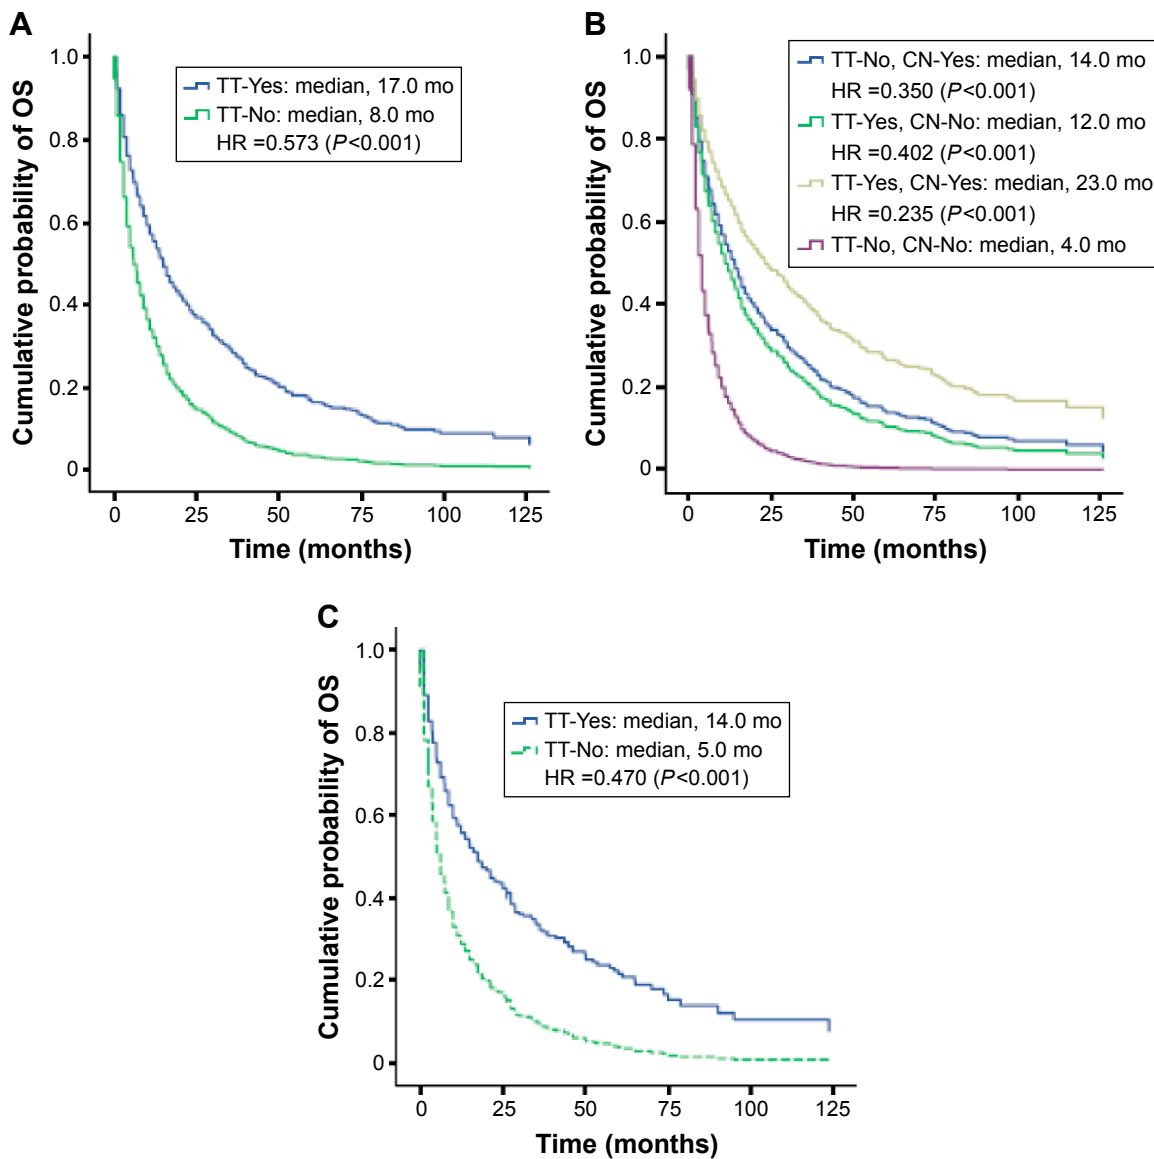 A
Cumulative probability of OS
1.0
0.8
0.6
0.4
0.2
0
TT-Yes: median, 17.0 mo
TT-No: median, 8.0 mo
HR =0.573 (P<0.001)
0 25 50 75 100 125
Time (months)
B
Cumulative probability of OS
1.0
0.8
0.6
0.4
0.2
0
TT-No, CN-Yes: median, 14.0 mo
HR =0.350 (P<0.001)
TT-Yes, CN-No: median, 12.0 mo
HR =0.402 (P<0.001)
TT-Yes, CN-Yes: median, 23.0 mo
HR =0.235 (P<0.001)
TT-No, CN-No: median, 4.0 mo
0 25 50 75 100 125
Time (months)
C
Cumulative probability of OS
1.0
0.8
0.6
0.4
0.2
0
TT-Yes: median, 14.0 mo
TT-No: median, 5.0 mo
HR =0.470 (P<0.001)
0 25 50 75 100 125
Time (months)